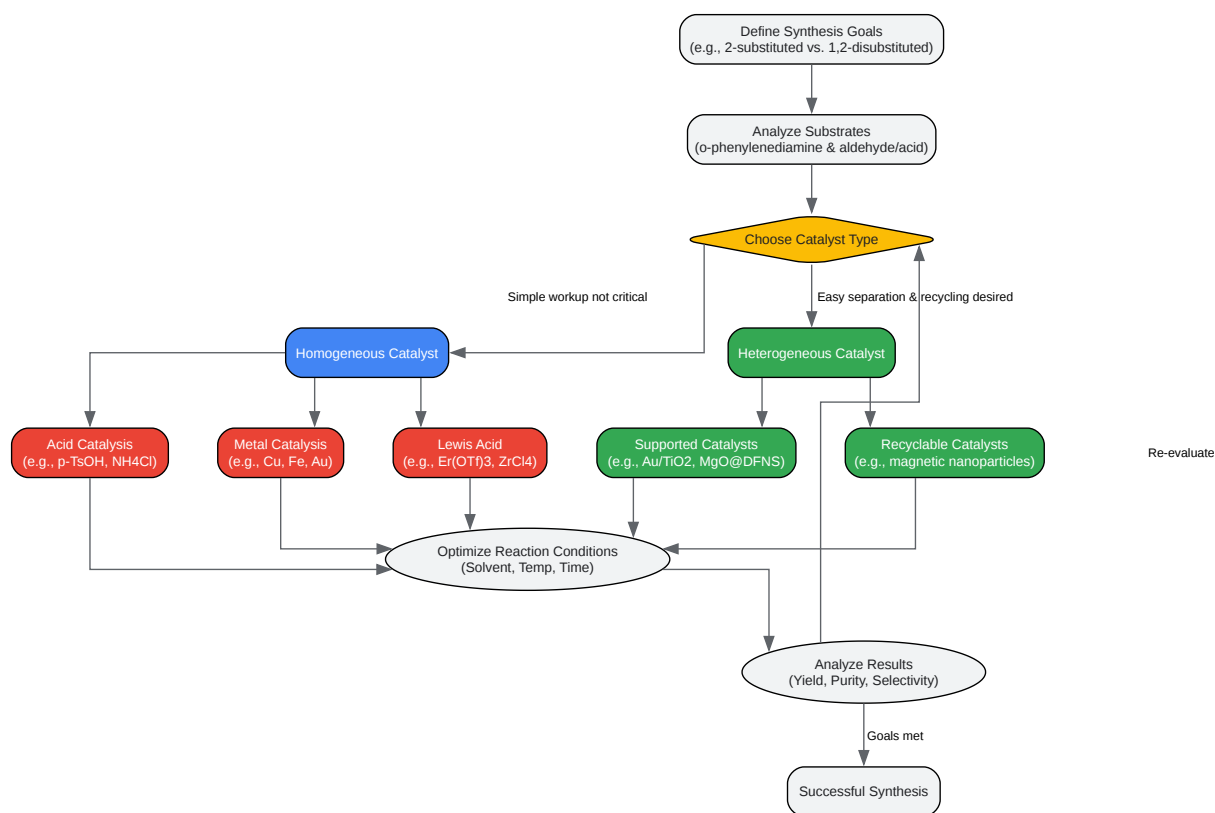 Define Synthesis Goals
(e.g., 2-substituted vs. 1,2-disubstituted)
Analyze Substrates
(o-phenylenediamine & aldehyde/acid)
Choose Catalyst Type
Simple workup not critical
Easy separation & recycling desired
Homogeneous Catalyst
Heterogeneous Catalyst
Acid Catalysis
(e.g., p-TsOH, NH4Cl)
Metal Catalysis
(e.g., Cu, Fe, Au)
Lewis Acid
(e.g., Er(OTf)3, ZrCl4)
Supported Catalysts
(e.g., Au/TiO2, MgO@DFNS)
Recyclable Catalysts
(e.g., magnetic nanoparticles)
Re-evaluate
Optimize Reaction Conditions
(Solvent, Temp, Time)
Analyze Results
(Yield, Purity, Selectivity)
Goals met
Successful Synthesis